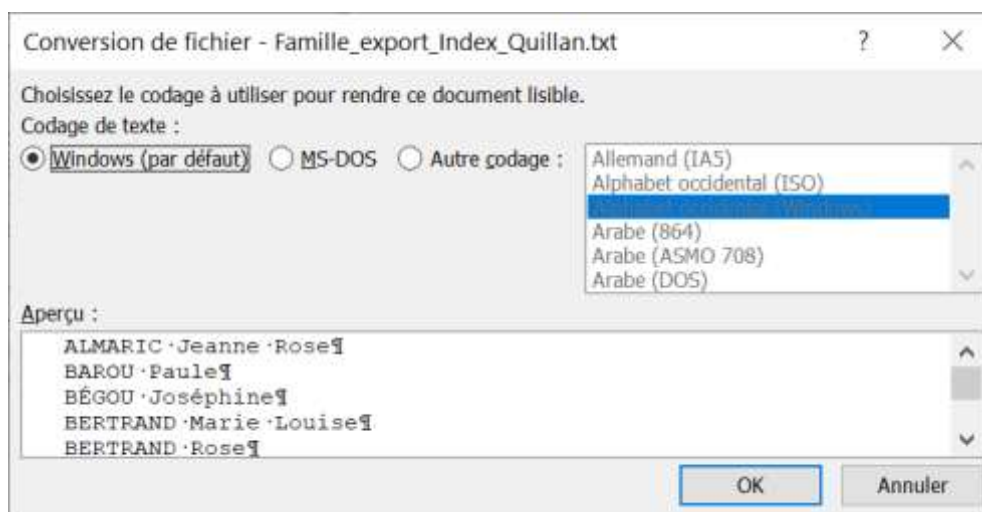 Conversion de fichier - Famille_export_Index_Quillan.txt ? ×
Choisissez le codage à utiliser pour rendre ce document lisible.
Codage de texte :
Windows (par défaut) MS-DOS Autre codage :
Allemand (IA5)
Alphabet occidental (ISO)
Alphabet occidental (Windows)
Arabe (864)
Arabe (ASMO 708)
Arabe (DOS)
Aperçu :
ALMARIC·Jeanne·Rose¶
BAROU·Paule¶
BÉGOU·Joséphine¶
BERTRAND·Marie·Louise¶
BERTRAND·Rose¶
OK Annuler